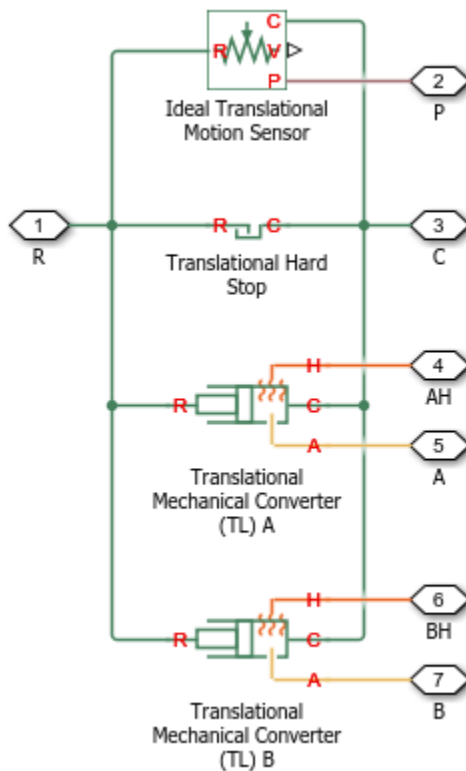 C
R V
P
Ideal Translational
Motion Sensor
2
P
1
R
R C
Translational Hard
Stop
3
C
H
4
AH
R C
A
5
A
Translational
Mechanical Converter
(TL) A
H
6
BH
R C
A
7
B
Translational
Mechanical Converter
(TL) B